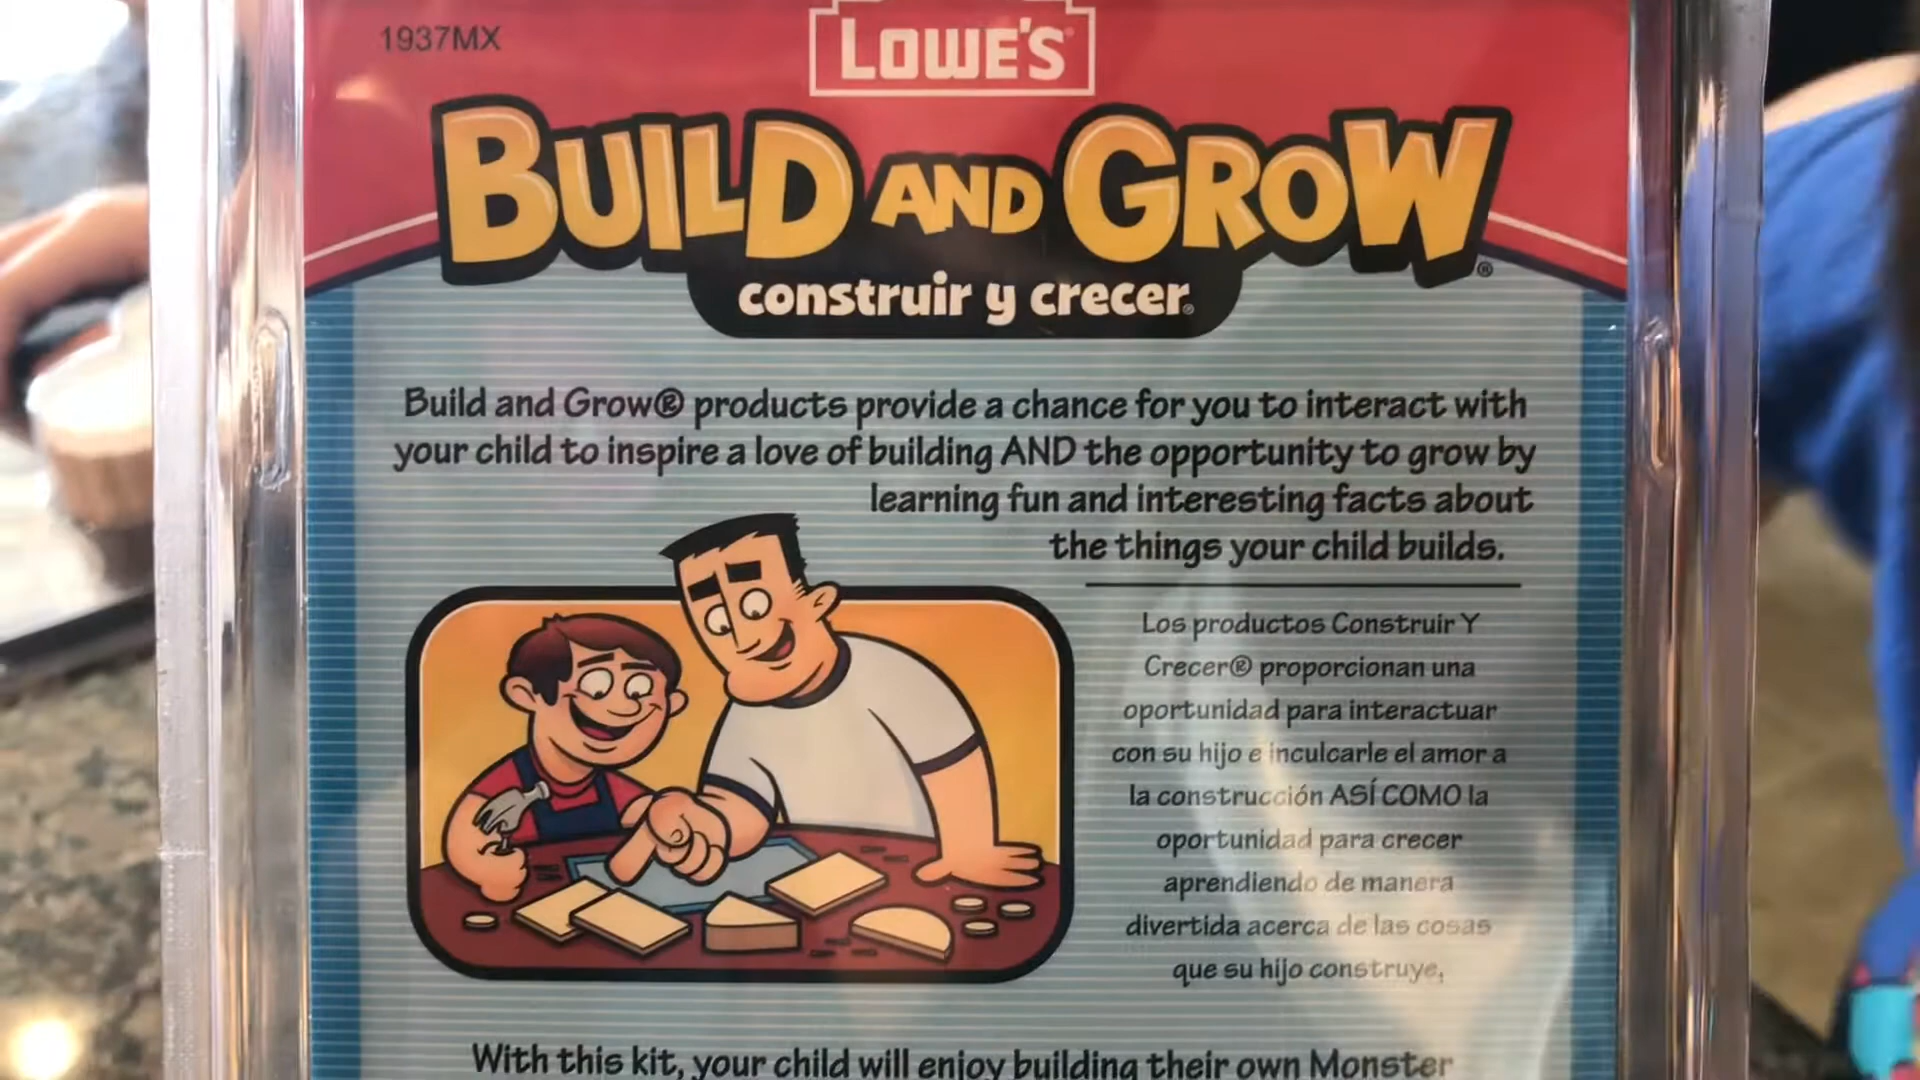 1937MX
LOWE'S
BUILD AND GROW®
construir y crecer®
Build and Grow® products provide a chance for you to interact with
your child to inspire a love of building AND the opportunity to grow by
learning fun and interesting facts about
the things your child builds.
Los productos Construir Y
Crecer® proporcionan una
oportunidad para interactuar
con su hijo e inculcarle el amor a
la construcción ASÍ COMO la
oportunidad para crecer
aprendiendo de manera
divertida acerca de las cosas
que su hijo construye,
With this kit, your child will enjoy building their own Monster